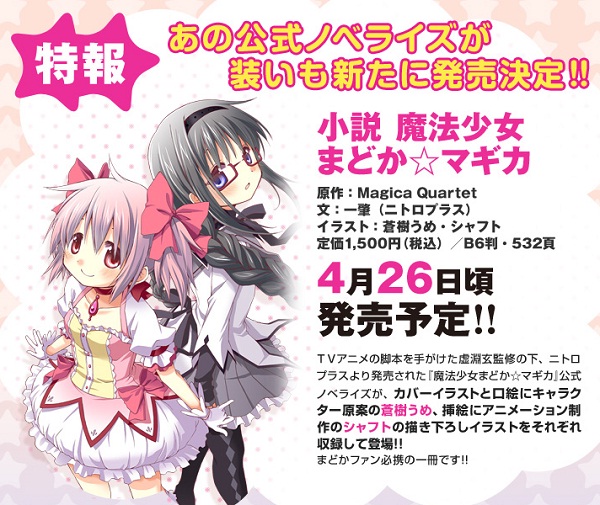 特報
あの公式ノベライズが
装いも新たに発売決定!!
小説 魔法少女
まどか☆マギカ
原作：Magica Quartet
文：一肇（ニトロプラス）
イラスト：蒼樹うめ・シャフト
定価1,500円（税込）／B6判・532頁
4月26日頃
発売予定!!
TVアニメの脚本を手がけた虚淵玄監修の下、ニトロ
プラスより発売された『魔法少女まどか☆マギカ』公式
ノベライズが、カバーイラストと口絵にキャラク
ター原案の蒼樹うめ、挿絵にアニメーション制
作のシャフトの描き下ろしイラストをそれぞれ
収録して登場!!
まどかファン必携の一冊です!!